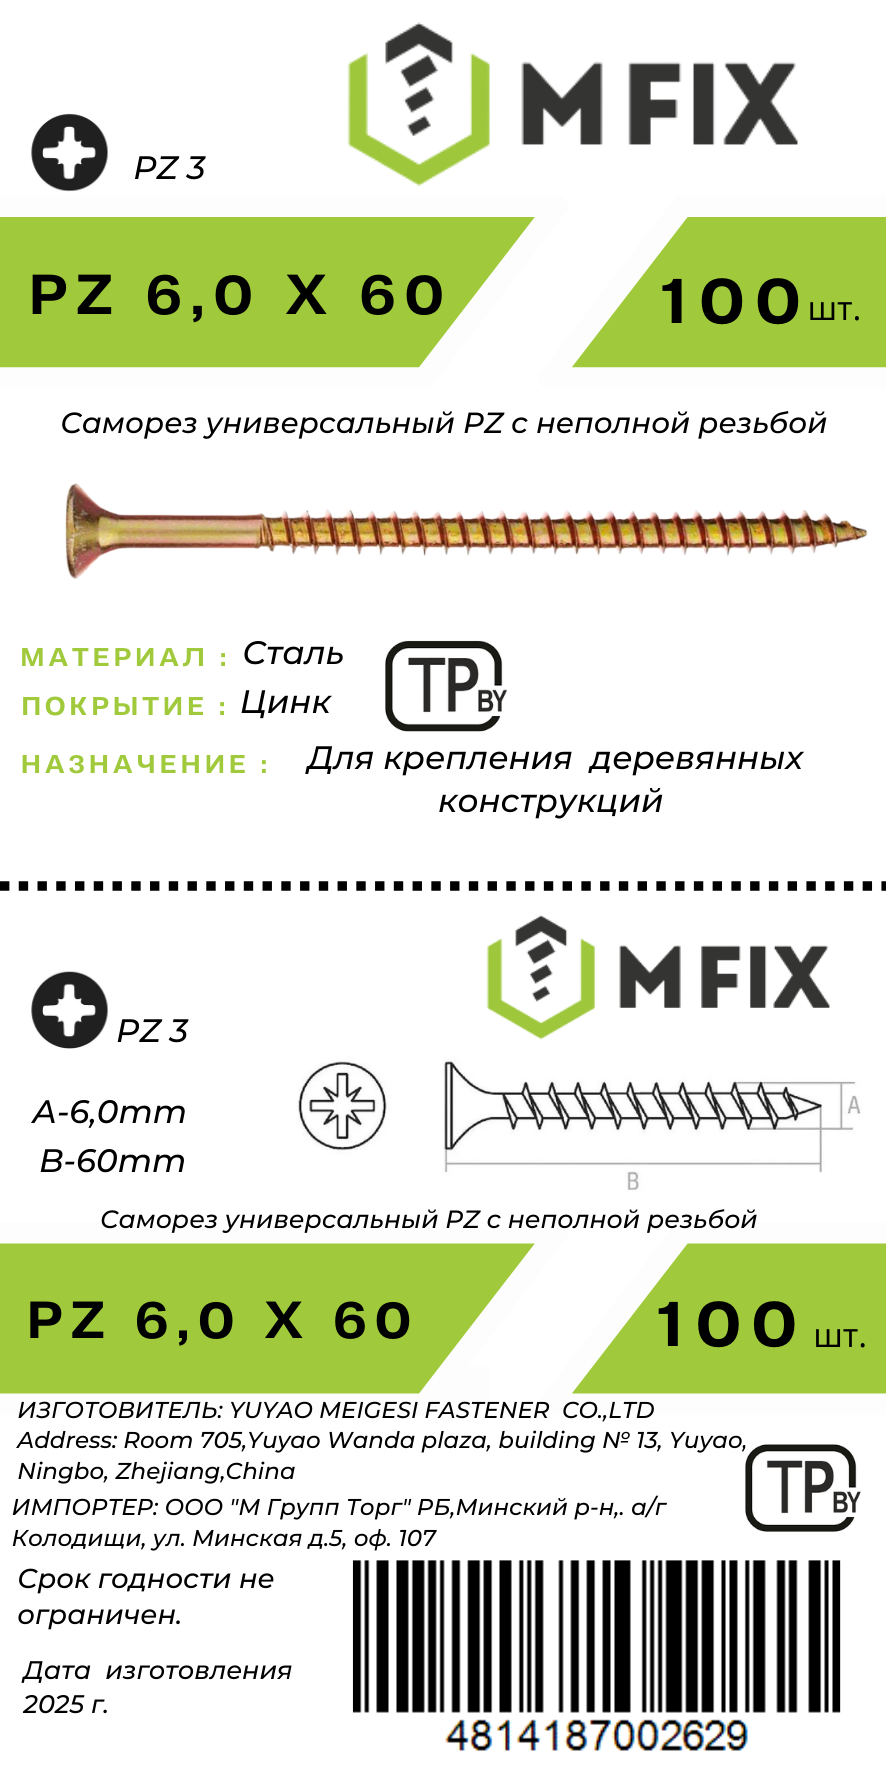 MFIX
PZ 3
PZ 6,0 X 60
100 шт.
Саморез универсальный PZ с неполной резьбой
МАТЕРИАЛ : Сталь
ПОКРЫТИЕ : Цинк
TP BY
НАЗНАЧЕНИЕ : Для крепления деревянных
конструкций
MFIX
PZ 3
A-6,0mm
B-60mm
A
B
Саморез универсальный PZ с неполной резьбой
PZ 6,0 X 60
100 шт.
ИЗГОТОВИТЕЛЬ: YUYAO MEIGESI FASTENER CO.,LTD
Address: Room 705,Yuyao Wanda plaza, building № 13, Yuyao,
Ningbo, Zhejiang,China
TP BY
ИМПОРТЕР: ООО "М Групп Торг" РБ,Минский р-н,. а/г
Колодищи, ул. Минская д.5, оф. 107
Срок годности не
ограничен.
Дата изготовления
2025 г.
4814187002629